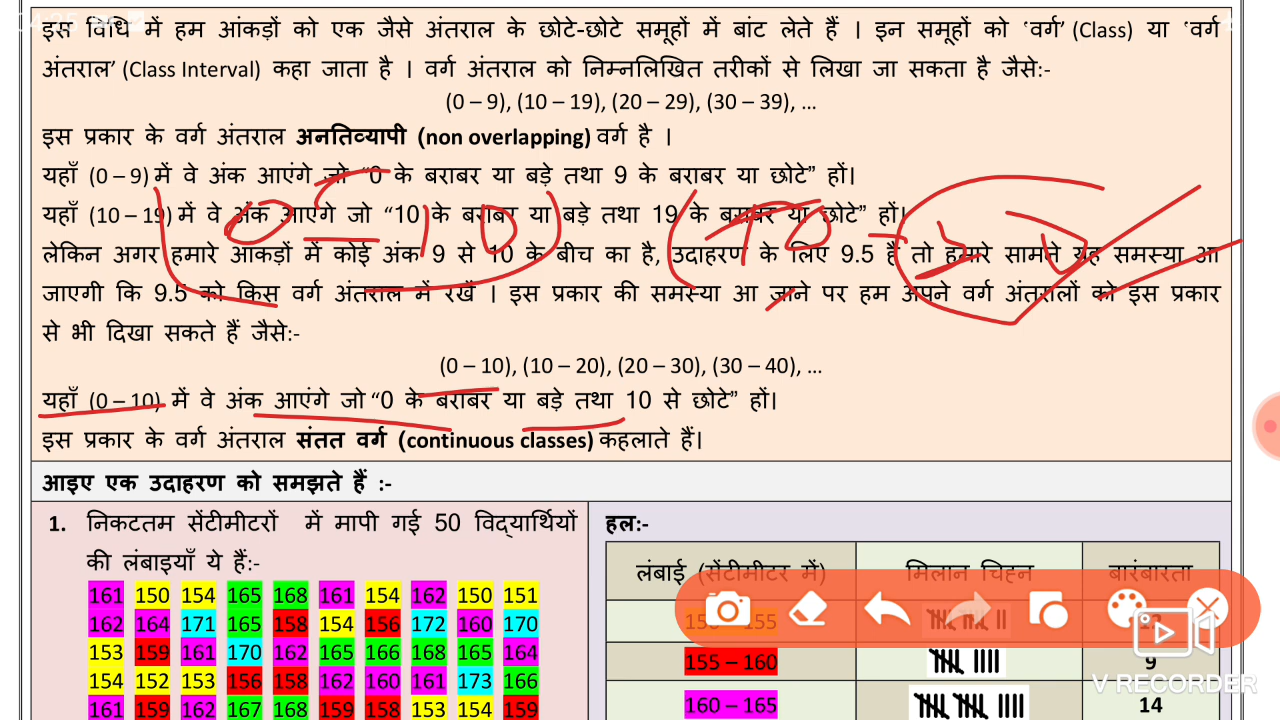 इस विधि में हम आंकड़ों को एक जैसे अंतराल के छोटे-छोटे समूहों में बांट लेते हैं । इन समूहों को ‘वर्ग’ (Class) या ‘वर्ग
अंतराल’ (Class Interval) कहा जाता है । वर्ग अंतराल को निम्नलिखित तरीकों से लिखा जा सकता है जैसे:-
(0 – 9), (10 – 19), (20 – 29), (30 – 39), ...
इस प्रकार के वर्ग अंतराल अनतिव्यापी (non overlapping) वर्ग है ।
यहाँ (0 – 9) में वे अंक आएंगे जो “0 के बराबर या बड़े तथा 9 के बराबर या छोटे” हों।
यहाँ (10 – 19) में वे अंक आएंगे जो “10 के बराबर या बड़े तथा 19 के बराबर या छोटे” हों।
लेकिन अगर हमारे आंकड़ों में कोई अंक 9 से 10 के बीच का है, उदाहरण के लिए 9.5 है तो हमारे सामने यह समस्या आ
जाएगी कि 9.5 को किस वर्ग अंतराल में रखें । इस प्रकार की समस्या आ जाने पर हम अपने वर्ग अंतरालों को इस प्रकार
से भी दिखा सकते हैं जैसे:-
(0 – 10), (10 – 20), (20 – 30), (30 – 40), ...
यहाँ (0 – 10) में वे अंक आएंगे जो “0 के बराबर या बड़े तथा 10 से छोटे” हों।
इस प्रकार के वर्ग अंतराल संतत वर्ग (continuous classes) कहलाते हैं।
आइए एक उदाहरण को समझते हैं :-
1. निकटतम सेंटीमीटरों में मापी गई 50 विद्यार्थियों
की लंबाइयाँ ये हैं:-
161 150 154 165 168 161 154 162 150 151
162 164 171 165 158 154 156 172 160 170
153 159 161 170 162 165 166 168 165 164
154 152 153 156 158 162 160 161 173 166
161 159 162 167 168 159 158 153 154 159
हल:-
लंबाई (सेंटीमीटर में) मिलान चिह्न बारंबारता
150 – 155 12
155 – 160 9
160 – 165 14
V RECORDER